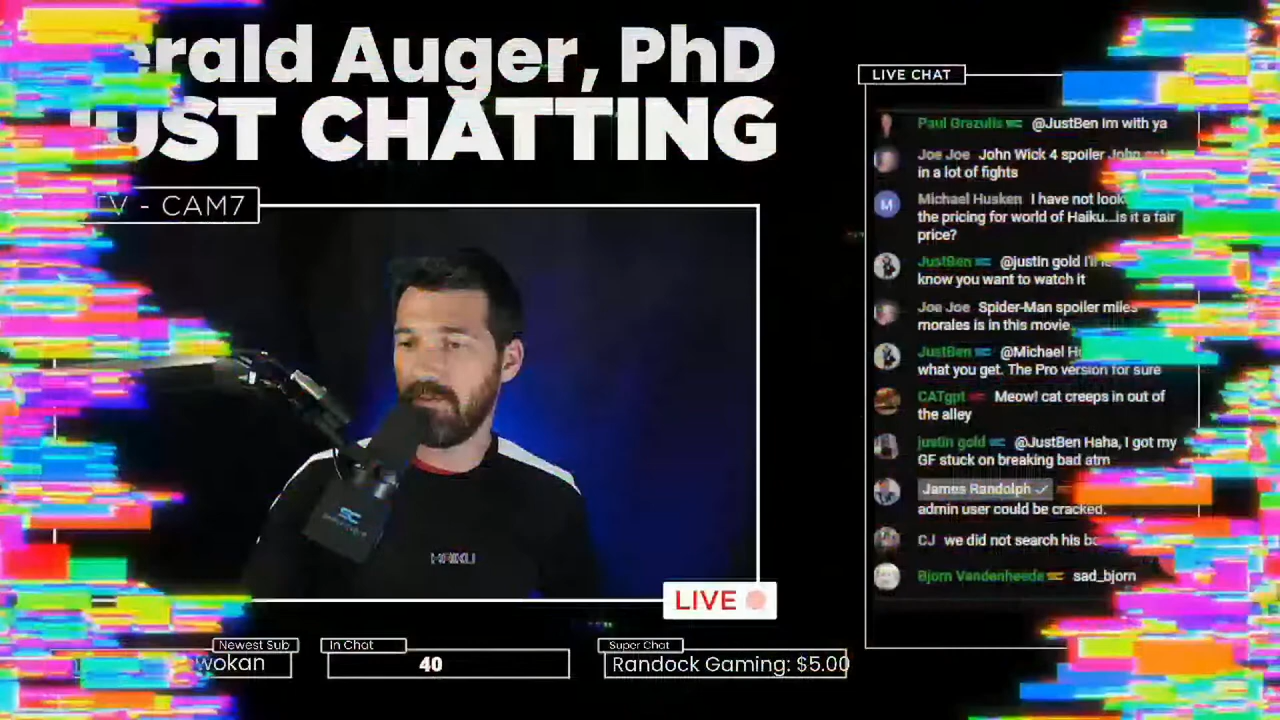 erald Auger, PhD
JUST CHATTING
TV - CAM7
LIVE
Newest Sub
wokan
In Chat
40
Super Chat
Randock Gaming: $5.00
LIVE CHAT
Paul Grazulis @JustBen Im with ya
Joe Joe John Wick 4 spoiler John
in a lot of fights
M
Michael Husken I have not look
the pricing for world of Haiku...is it a fair
price?
JustBen @justin gold I'll
know you want to watch it
Joe Joe Spider-Man spoiler miles
morales is in this movie
JustBen @Michael Hu
what you get. The Pro version for sure
CATgpt Meow! cat creeps in out of
the alley
justin gold @JustBen Haha, I got my
GF stuck on breaking bad atm
James Randolph
admin user could be cracked.
CJ we did not search his
Bjorn Vandenheede sad_bjorn